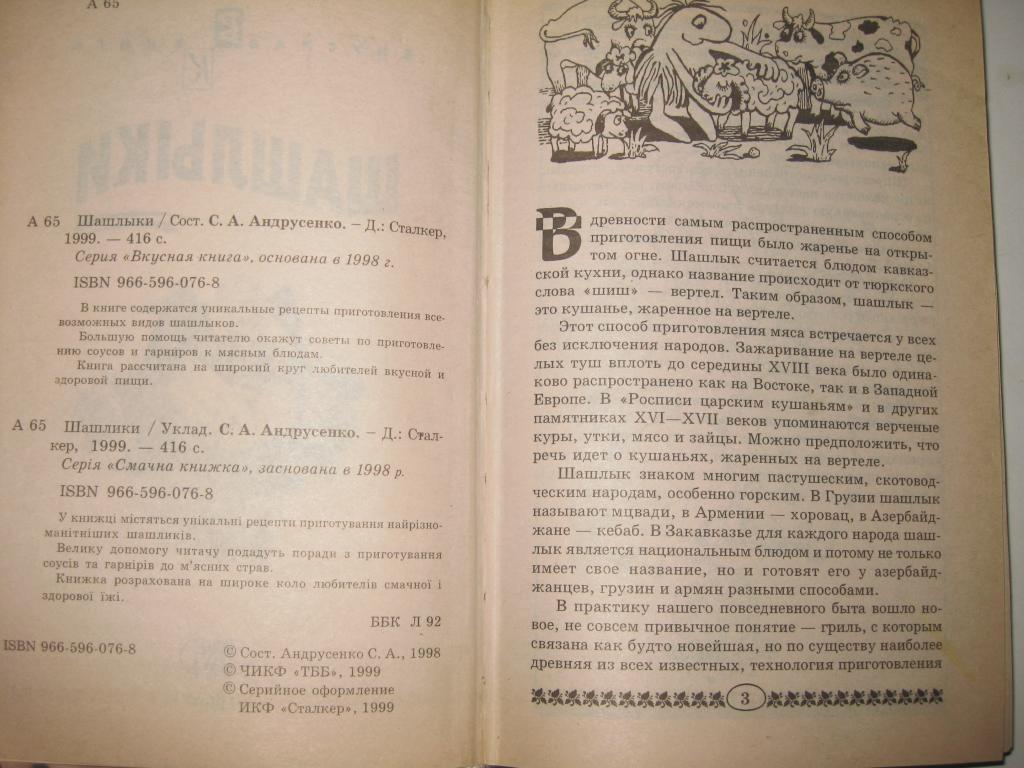 А 65
А 65 Шашлыки / Сост. С. А. Андрусенко. – Д.: Сталкер,
1999. — 416 с.
Серия «Вкусная книга», основана в 1998 г.
ISBN 966-596-076-8
В книге содержатся уникальные рецепты приготовления все-
возможных видов шашлыков.
Большую помощь читателю окажут советы по приготовле-
нию соусов и гарниров к мясным блюдам.
Книга рассчитана на широкий круг любителей вкусной и
здоровой пищи.
А 65 Шашлики / Уклад. С. А. Андрусенко. – Д.: Стал-
кер, 1999. — 416 с.
Серія «Смачна книжка», заснована в 1998 р.
ISBN 966-596-076-8
У книжці містяться унікальні рецепти приготування найрізно-
манітніших шашликів.
Велику допомогу читачу подадуть поради з приготування
соусів та гарнірів до м'ясних страв.
Книжка розрахована на широке коло любителів смачної і
здорової їжі.
ББК Л 92
ISBN 966-596-076-8
© Сост. Андрусенко С. А., 1998
© ЧИКФ «ТББ», 1999
© Серийное оформление
ИКФ «Сталкер», 1999
В древности самым распространенным способом
приготовления пищи было жаренье на откры-
том огне. Шашлык считается блюдом кавказ-
ской кухни, однако название происходит от тюркского
слова «шиш» — вертел. Таким образом, шашлык —
это кушанье, жаренное на вертеле.
Этот способ приготовления мяса встречается у всех
без исключения народов. Зажаривание на вертеле це-
лых туш вплоть до середины XVIII века было одина-
ково распространено как на Востоке, так и в Западной
Европе. В «Росписи царским кушаньям» и в других
памятниках XVI—XVII веков упоминаются верченые
куры, утки, мясо и зайцы. Можно предположить, что
речь идет о кушаньях, жаренных на вертеле.
Шашлык знаком многим пастушеским, скотовод-
ческим народам, особенно горским. В Грузии шашлык
называют мцвади, в Армении — хоровац, в Азербайд-
жане — кебаб. В Закавказье для каждого народа шаш-
лык является национальным блюдом и потому не только
имеет свое название, но и готовят его у азербайд-
жанцев, грузин и армян разными способами.
В практику нашего повседневного быта вошло но-
вое, не совсем привычное понятие — гриль, с которым
связана как будто новейшая, но по существу наиболее
древняя из всех известных, технология приготовления
3